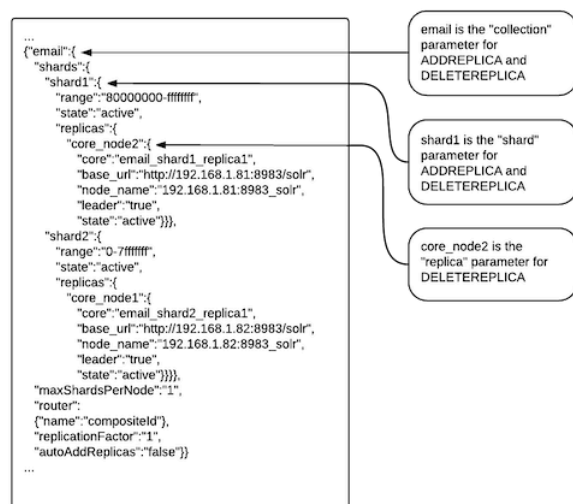 ...
{"email":{
"shards":{
"shard1":{
"range":"80000000-ffffffff",
"state":"active",
"replicas":{
"core_node2":{
"core":"email_shard1_replica1",
"base_url":"http://192.168.1.81:8983/solr",
"node_name":"192.168.1.81:8983_solr",
"leader":"true",
"state":"active"}}},
"shard2":{
"range":"0-7fffffff",
"state":"active",
"replicas":{
"core_node1":{
"core":"email_shard2_replica1",
"base_url":"http://192.168.1.82:8983/solr",
"node_name":"192.168.1.82:8983_solr",
"leader":"true",
"state":"active"}}}},
"maxShardsPerNode":"1",
"router":
{"name":"compositeId"},
"replicationFactor":"1",
"autoAddReplicas":"false"}}
...
email is the "collection"
parameter for
ADDREPLICA and
DELETEREPLICA
shard1 is the "shard"
parameter for
ADDREPLICA and
DELETEREPLICA
core_node2 is the
"replica" parameter for
DELETEREPLICA